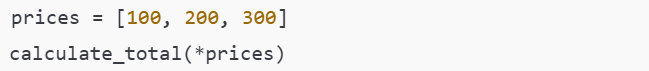 prices = [100, 200, 300]
calculate_total(*prices)